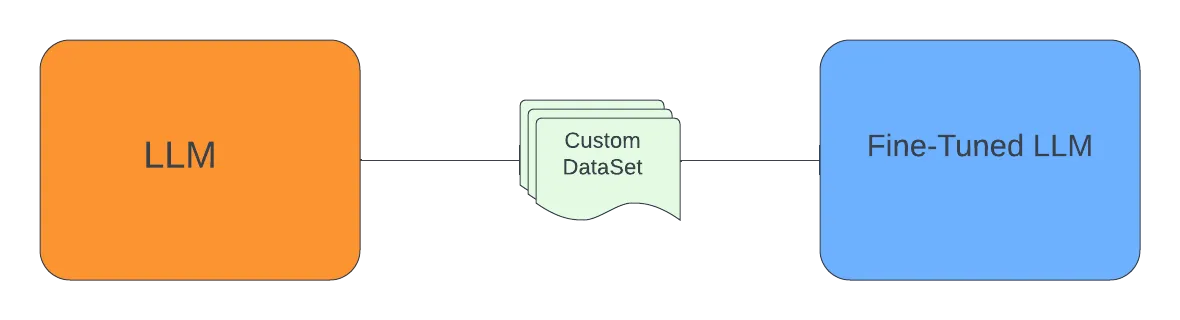 LLM
Custom
DataSet
Fine-Tuned LLM